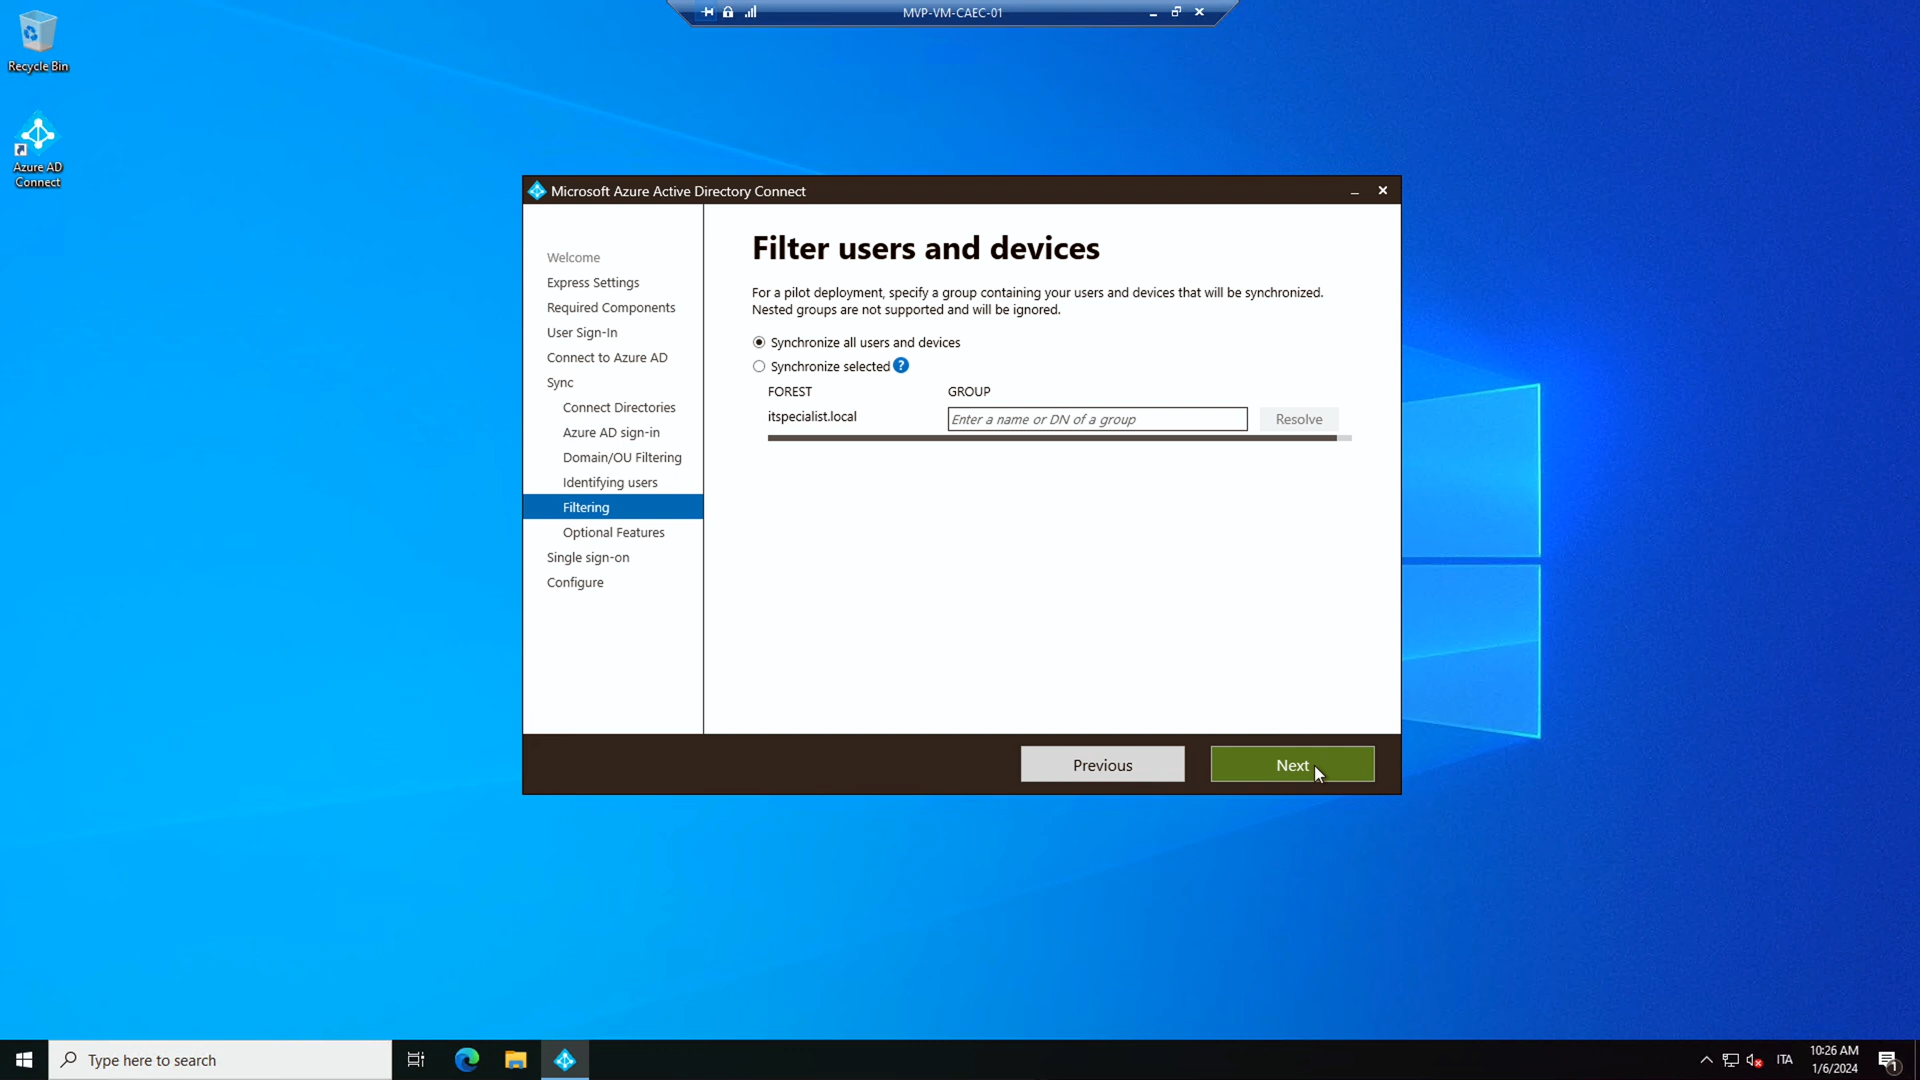 MVP-VM-CAEC-01
Recycle Bin
Azure AD
Connect
Microsoft Azure Active Directory Connect
Welcome
Express Settings
Required Components
User Sign-In
Connect to Azure AD
Sync
Connect Directories
Azure AD sign-in
Domain/OU Filtering
Identifying users
Filtering
Optional Features
Single sign-on
Configure
Filter users and devices
For a pilot deployment, specify a group containing your users and devices that will be synchronized.
Nested groups are not supported and will be ignored.
Synchronize all users and devices
Synchronize selected ?
FOREST GROUP
itspecialist.local Enter a name or DN of a group Resolve
Previous Next
Type here to search
ITA
10:26 AM
1/6/2024
1